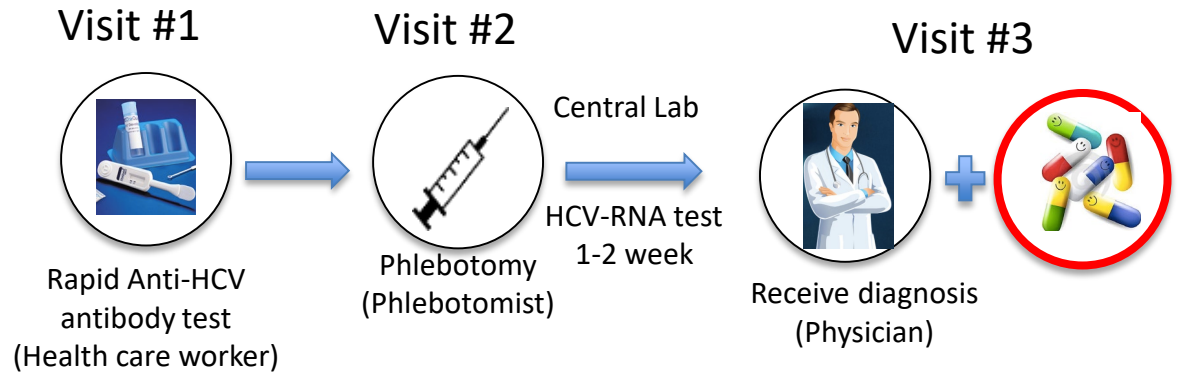 Visit #1
Visit #2
Visit #3
Central Lab
HCV-RNA test
1-2 week
Rapid Anti-HCV
antibody test
(Health care worker)
Phlebotomy
(Phlebotomist)
Receive diagnosis
(Physician)